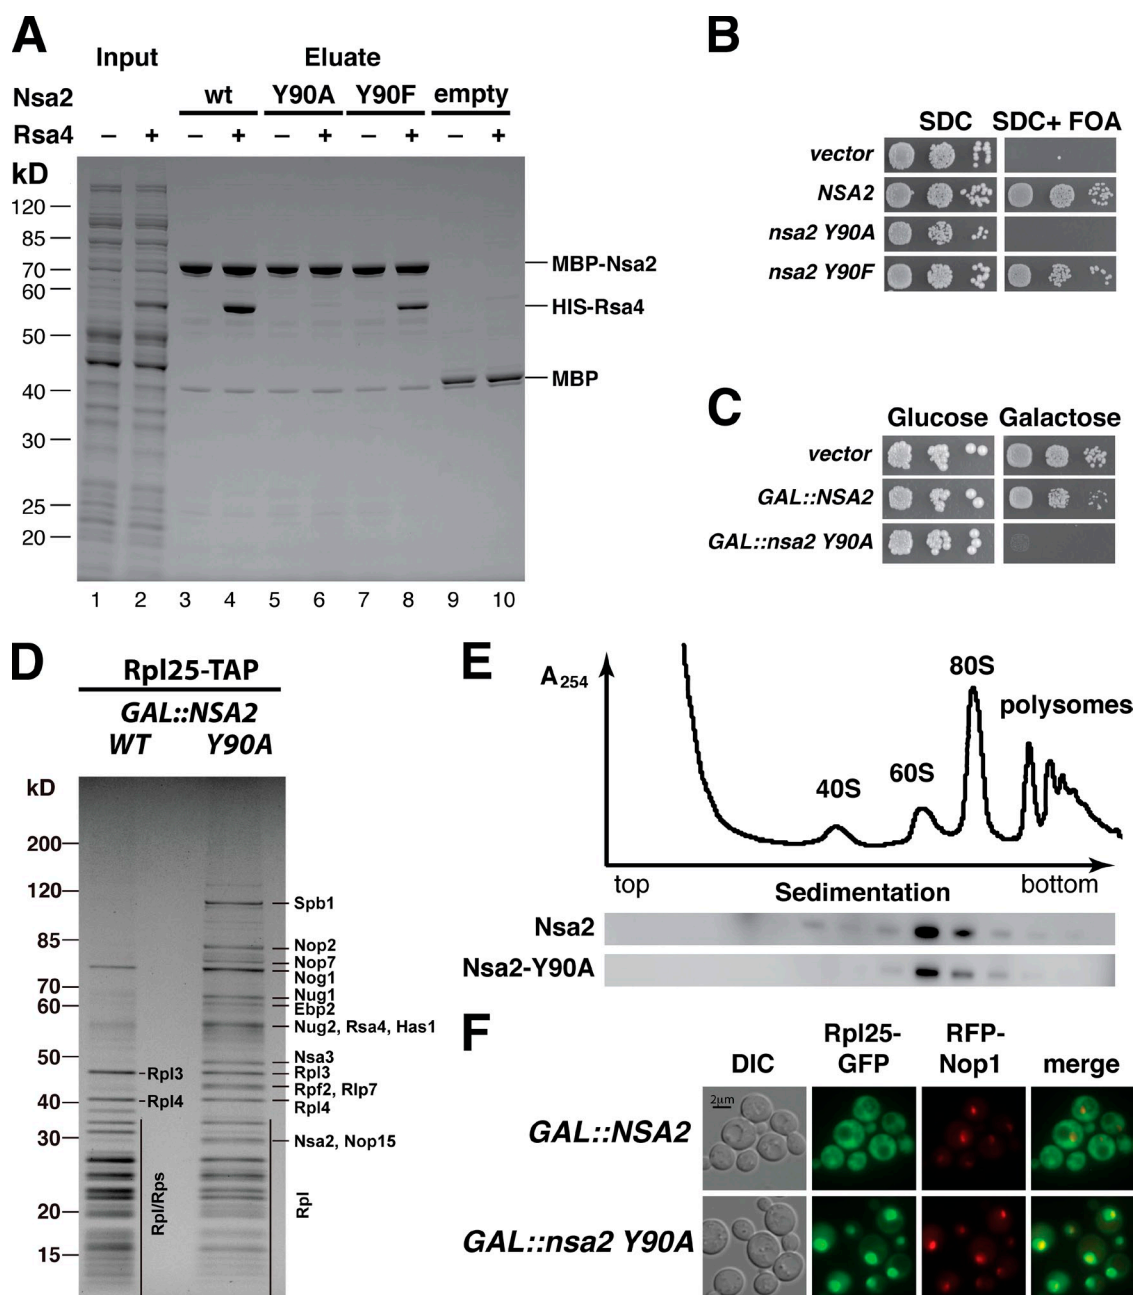 A
Input
Eluate
Nsa2
wt
Y90A
Y90F
empty
Rsa4
– + – + – + – + – +
kD
120
85
70
60
50
40
30
25
20
MBP-Nsa2
HIS-Rsa4
MBP
1 2 3 4 5 6 7 8 9 10
B
SDC SDC+ FOA
vector
NSA2
nsa2 Y90A
nsa2 Y90F
C
Glucose Galactose
vector
GAL::NSA2
GAL::nsa2 Y90A
D
Rpl25-TAP
GAL::NSA2
WT Y90A
kD
200
120
85
70
60
50
40
30
20
15
Rpl3
Rpl4
Rpl/Rps
Spb1
Nop2
Nop7
Nog1
Nug1
Ebp2
Nug2, Rsa4, Has1
Nsa3
Rpl3
Rpf2, Rlp7
Rpl4
Nsa2, Nop15
Rpl
E
A254
40S
60S
80S
polysomes
top
bottom
Sedimentation
Nsa2
Nsa2-Y90A
F
DIC
Rpl25-
GFP
RFP-
Nop1
merge
2μm
GAL::NSA2
GAL::nsa2 Y90A